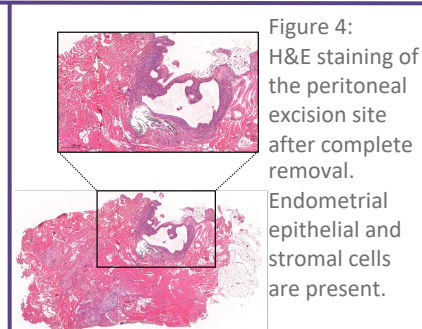 Figure 4:
H&E staining of
the peritoneal
excision site
after complete
removal.
Endometrial
epithelial and
stromal cells
are present.